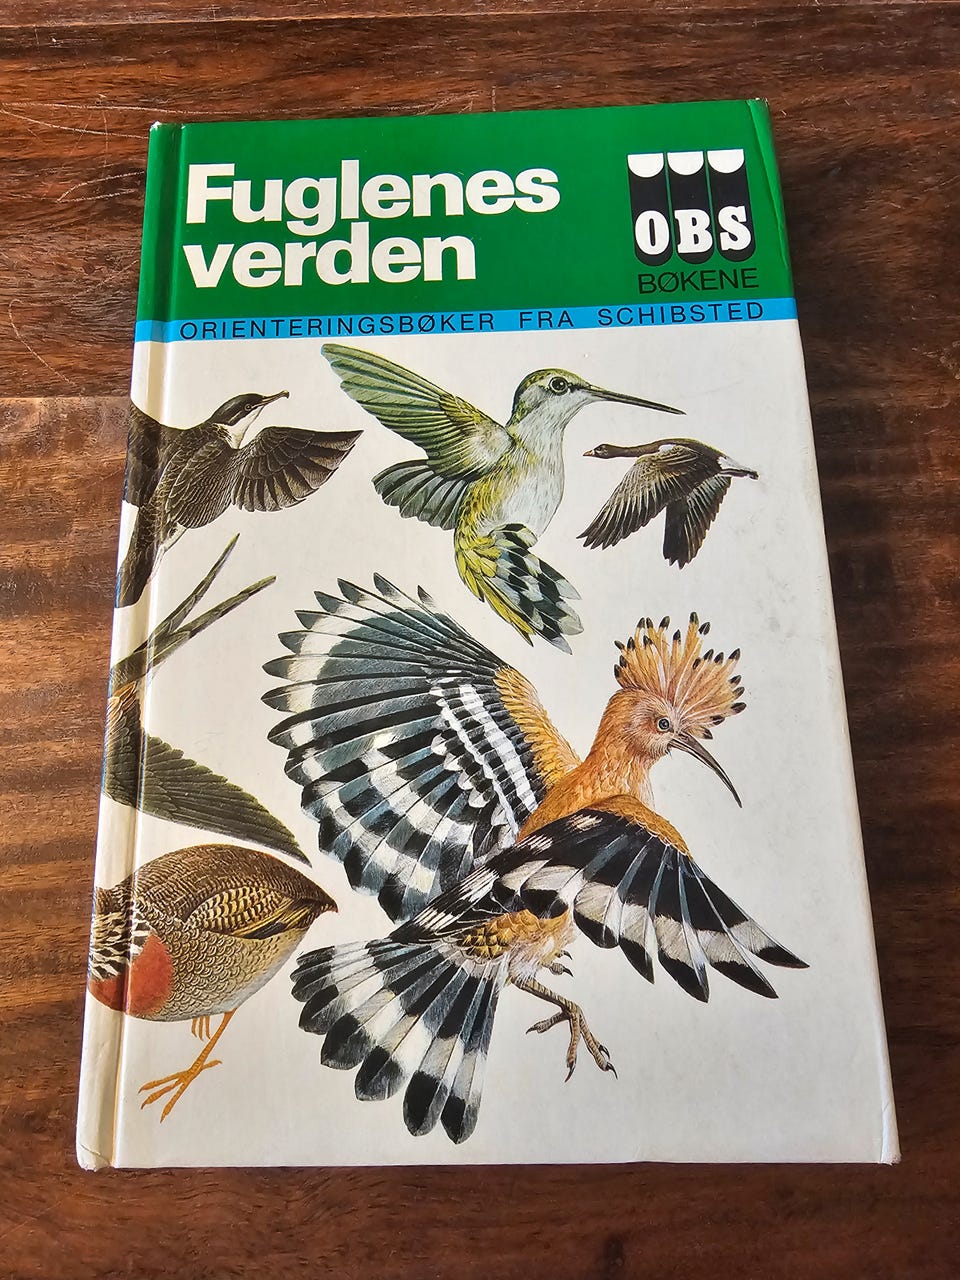 Fuglenes
verden
OBS
BØKENE
ORIENTERINGSBØKER FRA SCHIBSTED